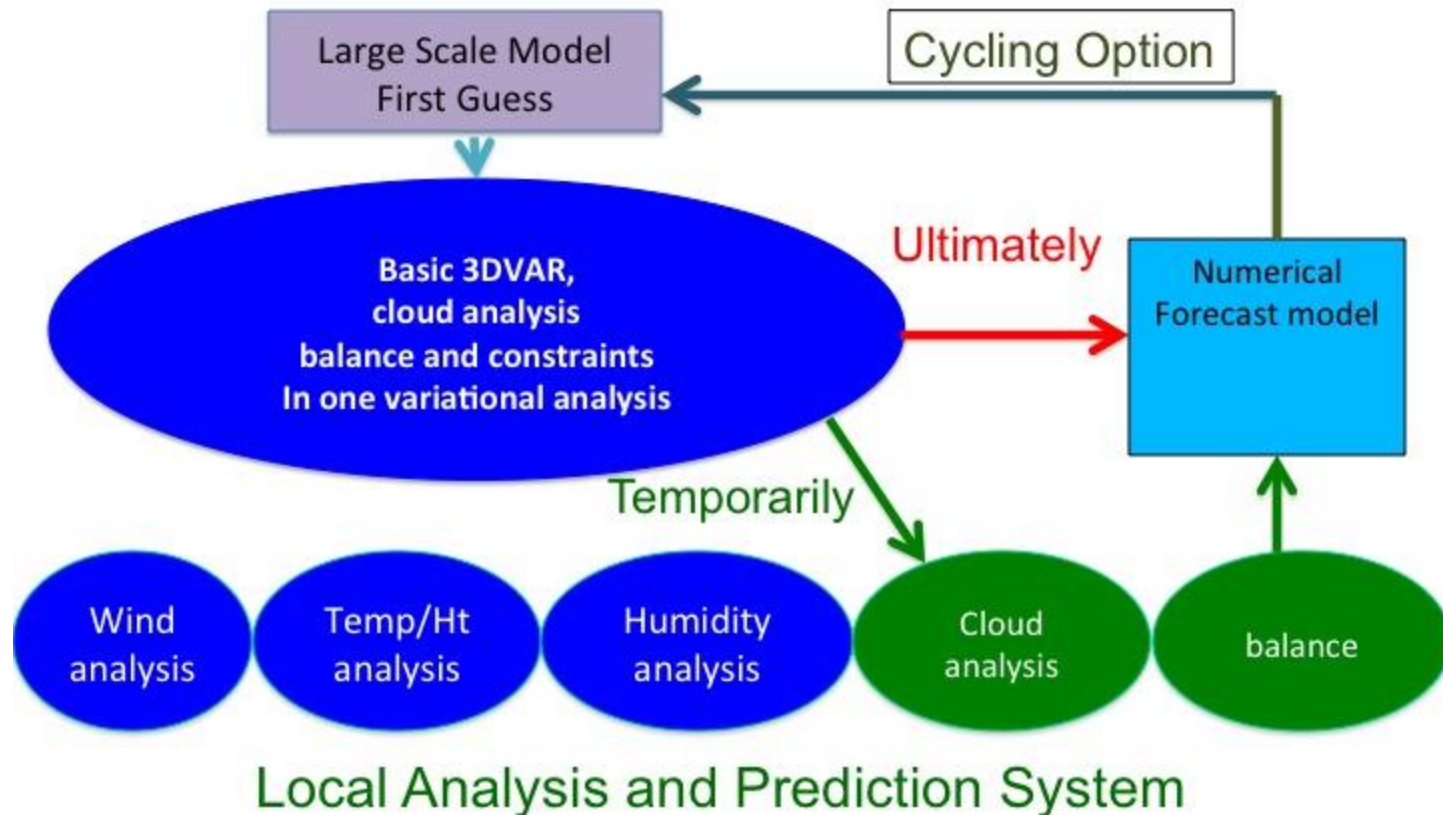 Large Scale Model
First Guess
Cycling Option
Basic 3DVAR,
cloud analysis
balance and constraints
In one variational analysis
Ultimately
Numerical
Forecast model
Temporarily
Wind
analysis
Temp/Ht
analysis
Humidity
analysis
Cloud
analysis
balance
Local Analysis and Prediction System